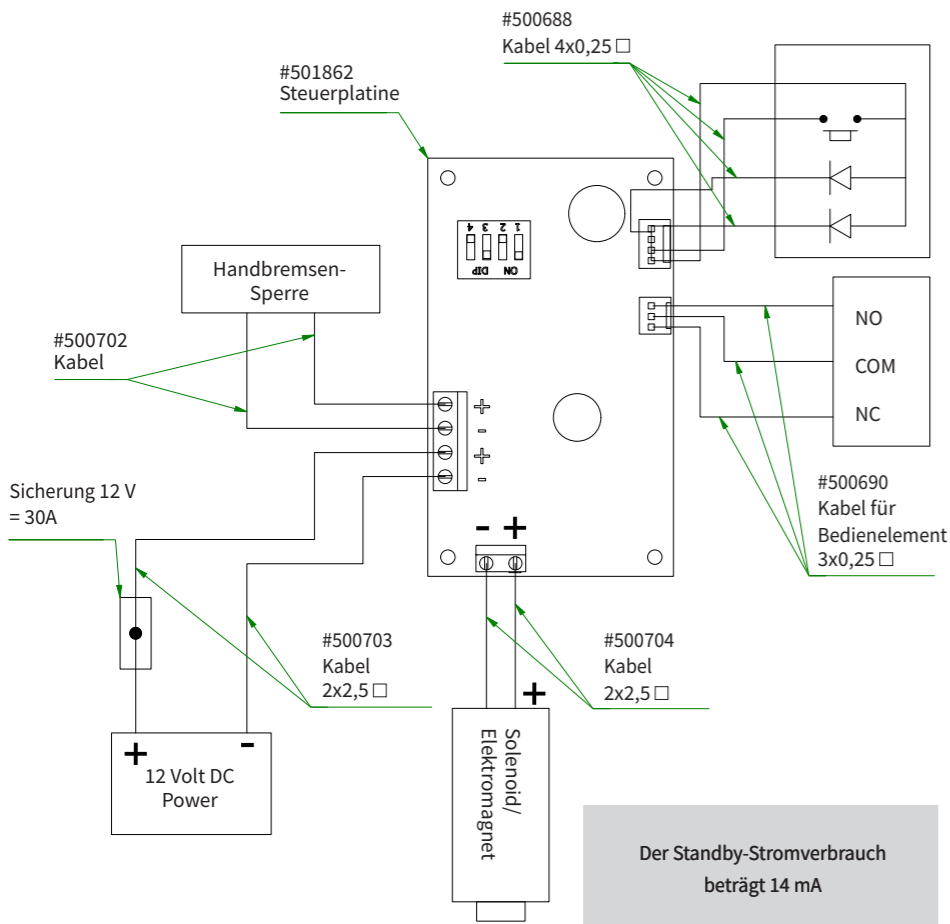 #500688
Kabel 4x0,25 □
#501862
Steuerplatine
1 2 3 4
ON DIP
Handbremsen-
Sperre
#500702
Kabel
NO
COM
NC
+
-
+
-
#500690
Kabel für
Bedienelement
3x0,25 □
Sicherung 12 V
= 30A
- +
#500703
Kabel
2x2,5 □
#500704
Kabel
2x2,5 □
+
+ -
12 Volt DC
Power
Solenoid/
Elektromagnet
Der Standby-Stromverbrauch
beträgt 14 mA